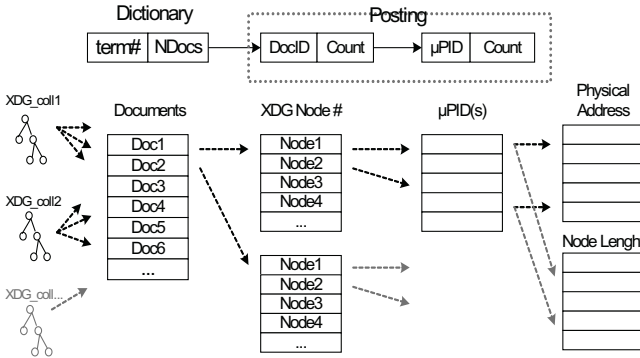 Dictionary
Posting
term# NDocs
DocID Count
µPID Count
XDG_coll1
Documents
XDG Node #
µPID(s)
Physical
Address
Doc1
Doc2
Doc3
Doc4
Doc5
Doc6
...
Node1
Node2
Node3
Node4
...
XDG_coll2
Node Lengh
Node1
Node2
Node3
Node4
...
XDG_coll...